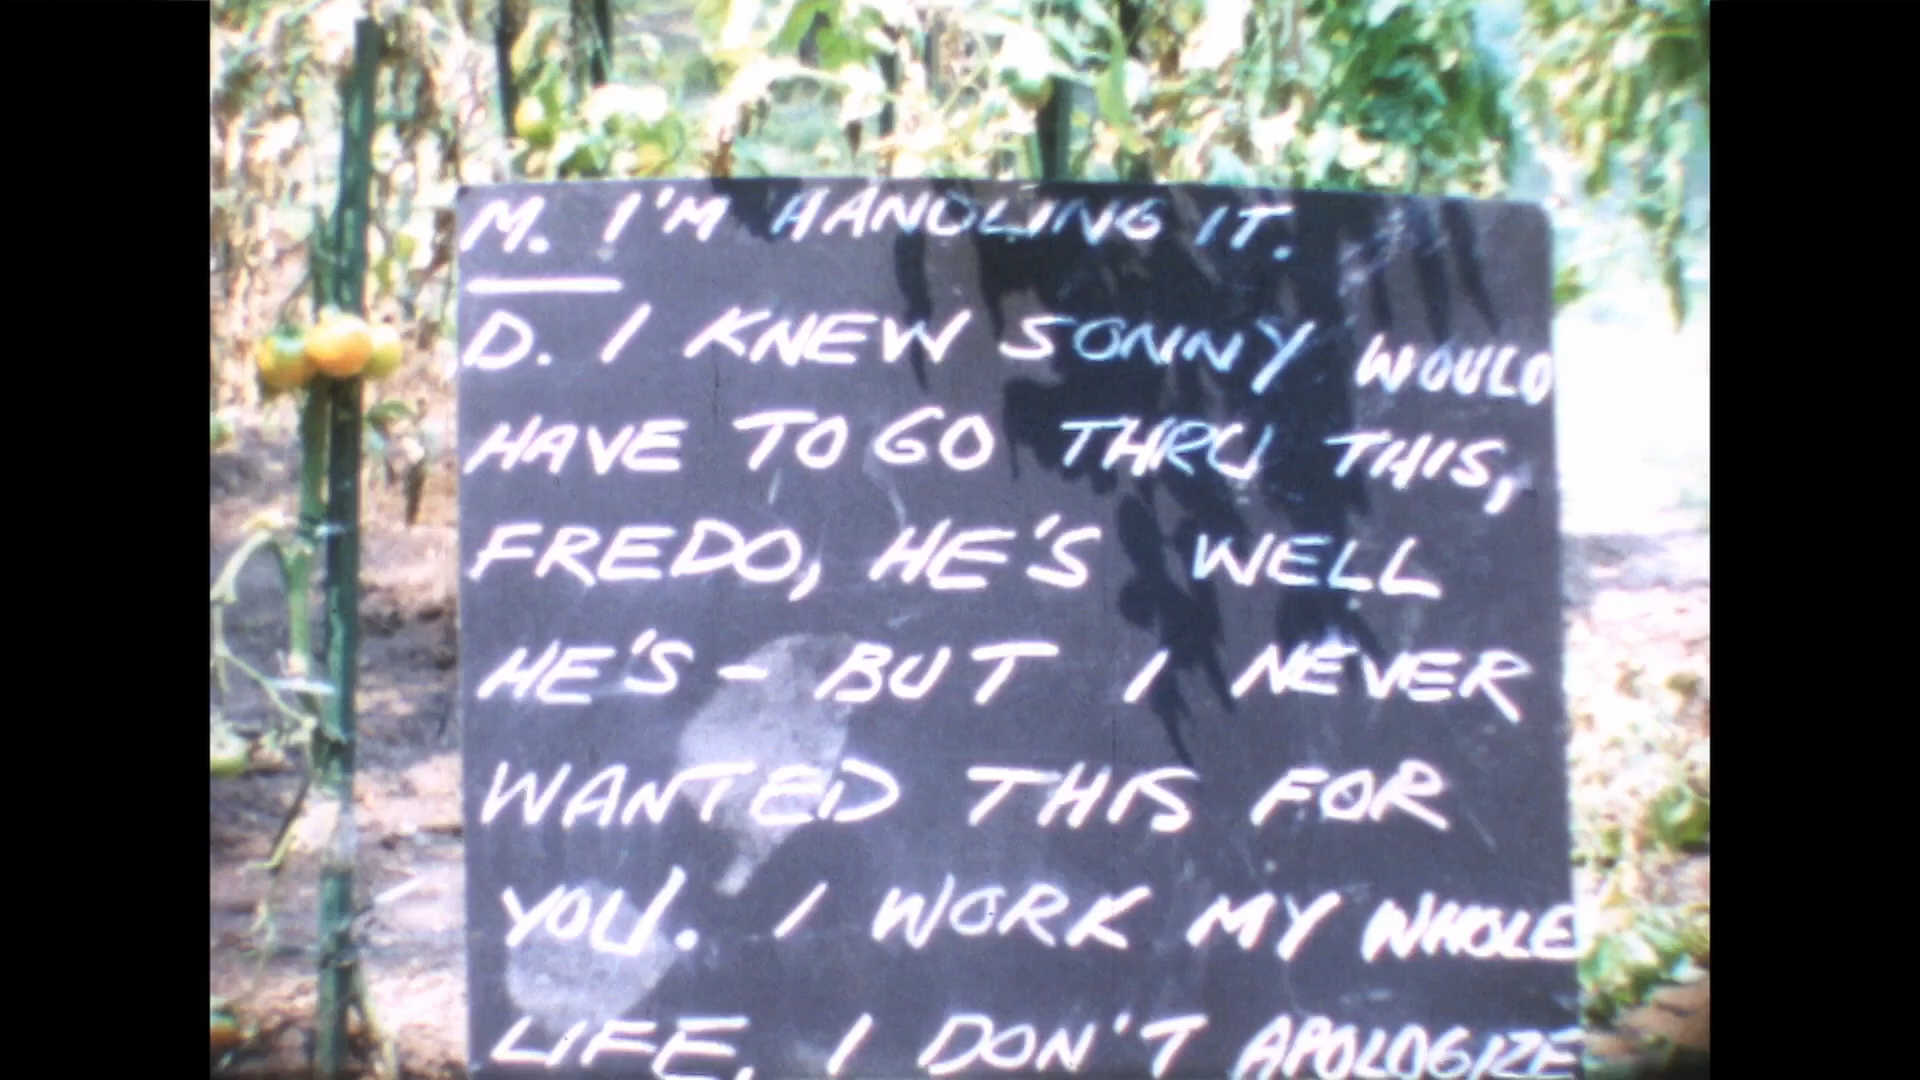 M. I'M HANDLING IT.
D. I KNEW SONNY WOULD
HAVE TO GO THRU THIS,
FREDO, HE'S WELL
HE'S - BUT I NEVER
WANTED THIS FOR
YOU. I WORK MY WHOLE
LIFE, I DON'T APOLOGIZE